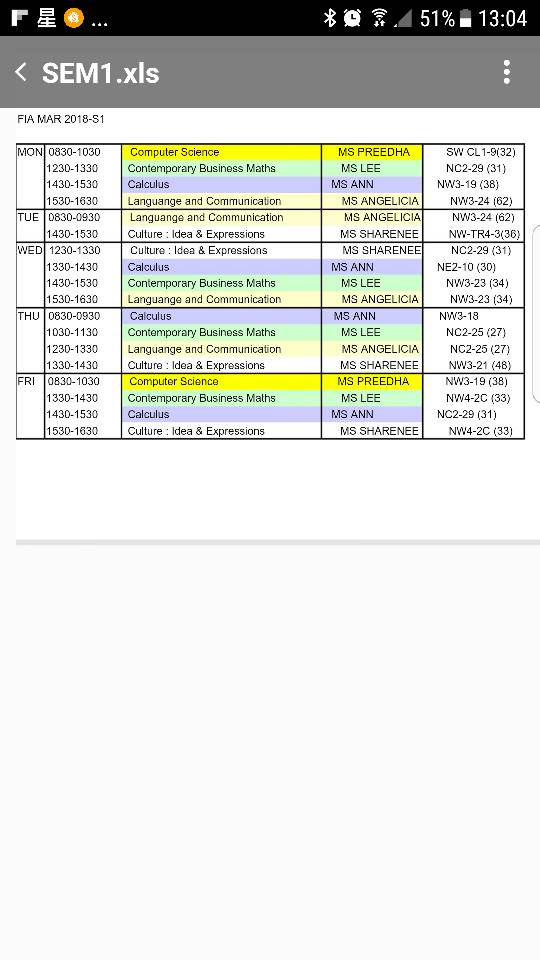 星 ... 51% 13:04
SEM1.xls
FIA MAR 2018-S1
MON 0830-1030 Computer Science MS PREEDHA SW CL1-9(32)
1230-1330 Contemporary Business Maths MS LEE NC2-29 (31)
1430-1530 Calculus MS ANN NW3-19 (38)
1530-1630 Languange and Communication MS ANGELICIA NW3-24 (62)
TUE 0830-0930 Languange and Communication MS ANGELICIA NW3-24 (62)
1430-1530 Culture : Idea & Expressions MS SHARENEE NW-TR4-3(36)
WED 1230-1330 Culture : Idea & Expressions MS SHARENEE NC2-29 (31)
1330-1430 Calculus MS ANN NE2-10 (30)
1430-1530 Contemporary Business Maths MS LEE NW3-23 (34)
1530-1630 Languange and Communication MS ANGELICIA NW3-23 (34)
THU 0830-0930 Calculus MS ANN NW3-18
1030-1130 Contemporary Business Maths MS LEE NC2-25 (27)
1230-1330 Languange and Communication MS ANGELICIA NC2-25 (27)
1330-1430 Culture : Idea & Expressions MS SHARENEE NW3-21 (48)
FRI 0830-1030 Computer Science MS PREEDHA NW3-19 (38)
1330-1430 Contemporary Business Maths MS LEE NW4-2C (33)
1430-1530 Calculus MS ANN NC2-29 (31)
1530-1630 Culture : Idea & Expressions MS SHARENEE NW4-2C (33)